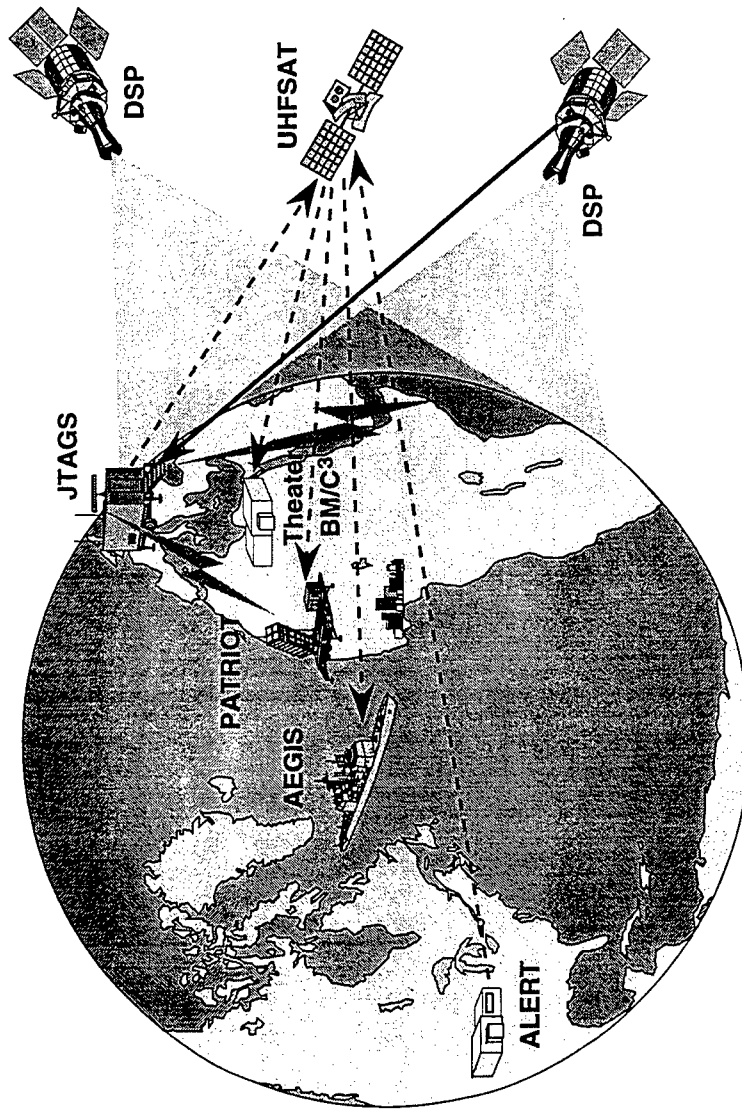 JTAGS
DSP
PATRIOT
AEGIS
Theater
BM/C³
UHFSAT
ALERT
DSP